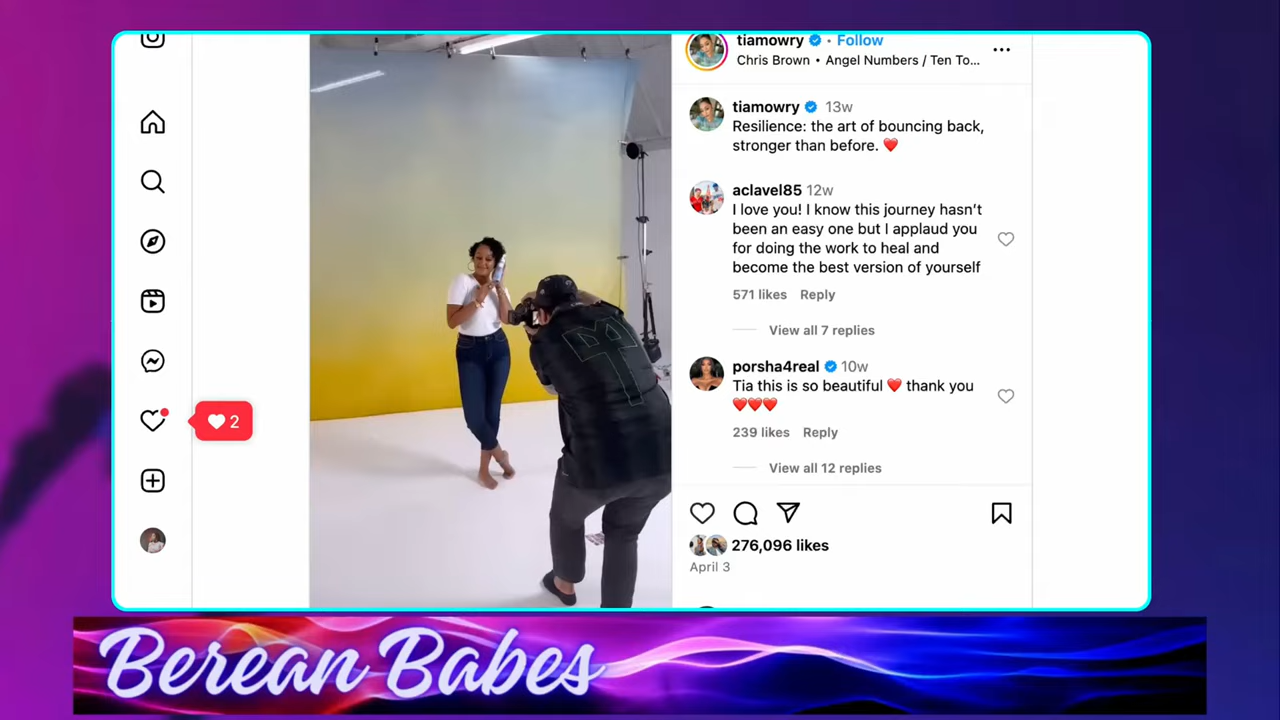 tiamowry • Follow
Chris Brown • Angel Numbers / Ten To...
tiamowry 13w
Resilience: the art of bouncing back,
stronger than before. ❤️
aclavel85 12w
I love you! I know this journey hasn't
been an easy one but I applaud you
for doing the work to heal and
become the best version of yourself
571 likes Reply
View all 7 replies
porsha4real 10w
Tia this is so beautiful ❤️ thank you
❤️❤️❤️
239 likes Reply
View all 12 replies
2
276,096 likes
April 3
Berean Babes